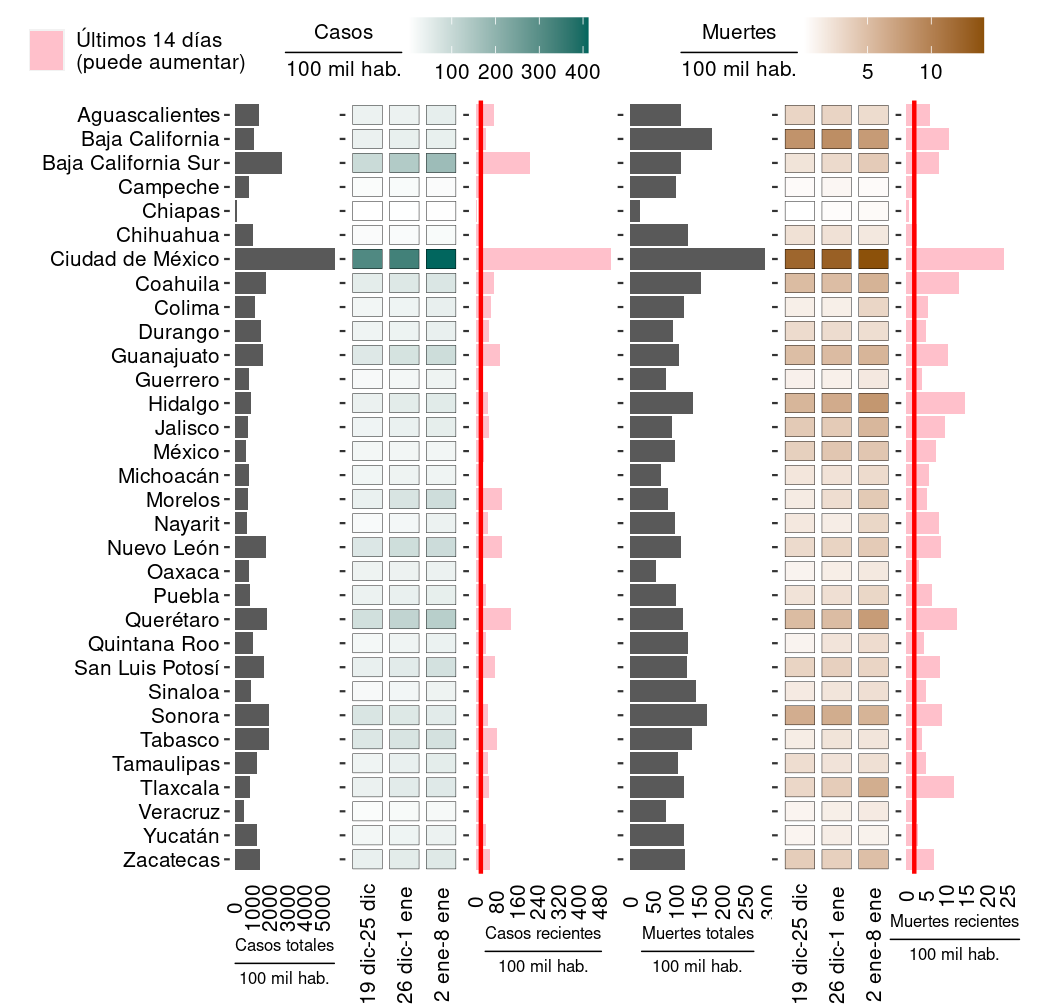 Últimos 14 días
(puede aumentar)
Casos
100 mil hab.
100 200 300 400
Muertes
100 mil hab.
5 10
Aguascalientes
Baja California
Baja California Sur
Campeche
Chiapas
Chihuahua
Ciudad de México
Coahuila
Colima
Durango
Guanajuato
Guerrero
Hidalgo
Jalisco
México
Michoacán
Morelos
Nayarit
Nuevo León
Oaxaca
Puebla
Querétaro
Quintana Roo
San Luis Potosí
Sinaloa
Sonora
Tabasco
Tamaulipas
Tlaxcala
Veracruz
Yucatán
Zacatecas
0 1000 2000 3000 4000 5000
Casos totales
100 mil hab.
19 dic-25 dic
26 dic-1 ene
2 ene-8 ene
0 80 160 240 320 400 480
Casos recientes
100 mil hab.
0 50 100 150 200 250 300
Muertes totales
100 mil hab.
19 dic-25 dic
26 dic-1 ene
2 ene-8 ene
0 5 10 15 20 25
Muertes recientes
100 mil hab.